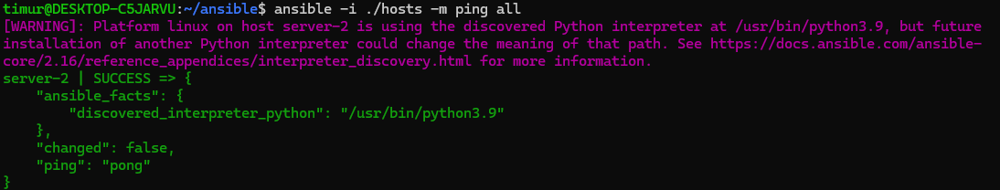 timur@DESKTOP-C5JARVU:~/ansible$ ansible -i ./hosts -m ping all
[WARNING]: Platform linux on host server-2 is using the discovered Python interpreter at /usr/bin/python3.9, but future
installation of another Python interpreter could change the meaning of that path. See https://docs.ansible.com/ansible-
core/2.16/reference_appendices/interpreter_discovery.html for more information.
server-2 | SUCCESS => {
    "ansible_facts": {
        "discovered_interpreter_python": "/usr/bin/python3.9"
    },
    "changed": false,
    "ping": "pong"
}